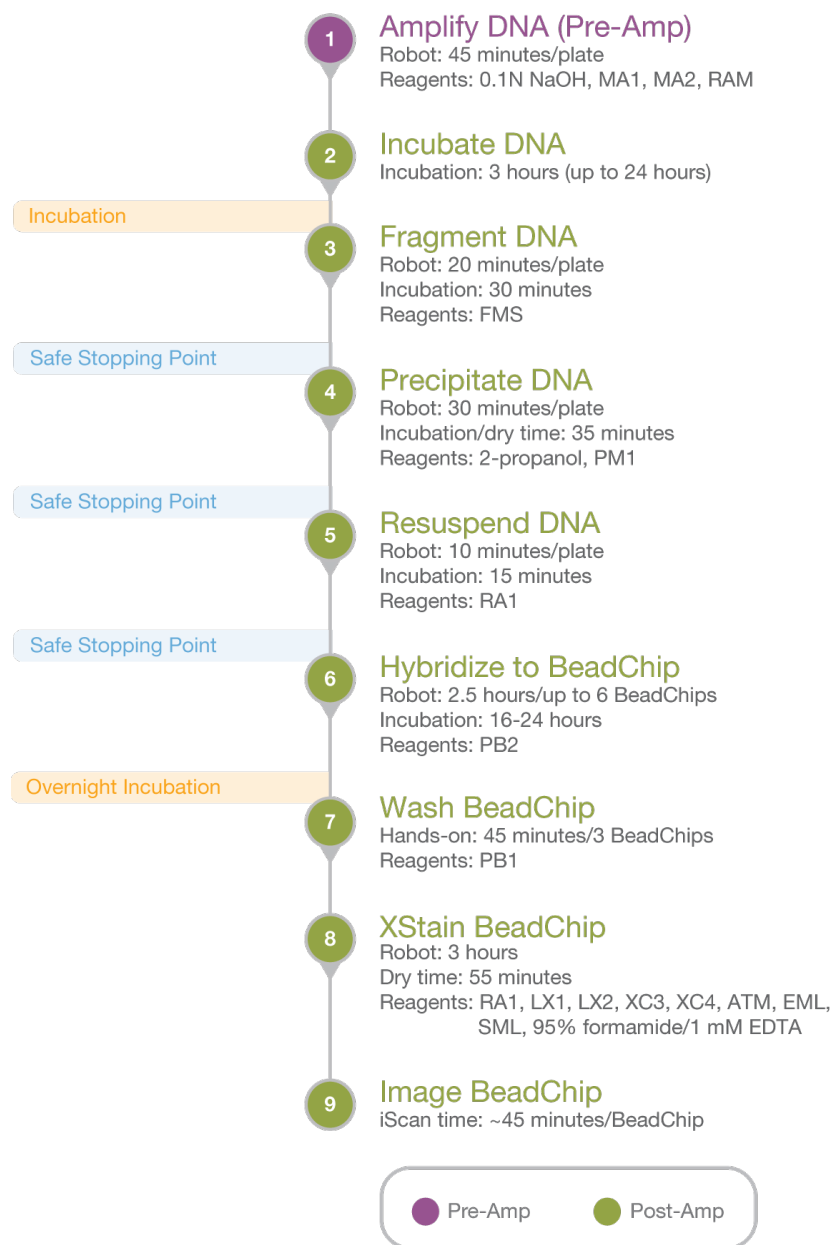 1
Amplify DNA (Pre-Amp)
Robot: 45 minutes/plate
Reagents: 0.1N NaOH, MA1, MA2, RAM
2
Incubate DNA
Incubation: 3 hours (up to 24 hours)
Incubation
3
Fragment DNA
Robot: 20 minutes/plate
Incubation: 30 minutes
Reagents: FMS
Safe Stopping Point
4
Precipitate DNA
Robot: 30 minutes/plate
Incubation/dry time: 35 minutes
Reagents: 2-propanol, PM1
Safe Stopping Point
5
Resuspend DNA
Robot: 10 minutes/plate
Incubation: 15 minutes
Reagents: RA1
Safe Stopping Point
6
Hybridize to BeadChip
Robot: 2.5 hours/up to 6 BeadChips
Incubation: 16-24 hours
Reagents: PB2
Overnight Incubation
7
Wash BeadChip
Hands-on: 45 minutes/3 BeadChips
Reagents: PB1
8
XStain BeadChip
Robot: 3 hours
Dry time: 55 minutes
Reagents: RA1, LX1, LX2, XC3, XC4, ATM, EML,
SML, 95% formamide/1 mM EDTA
9
Image BeadChip
iScan time: ~45 minutes/BeadChip
Pre-Amp
Post-Amp